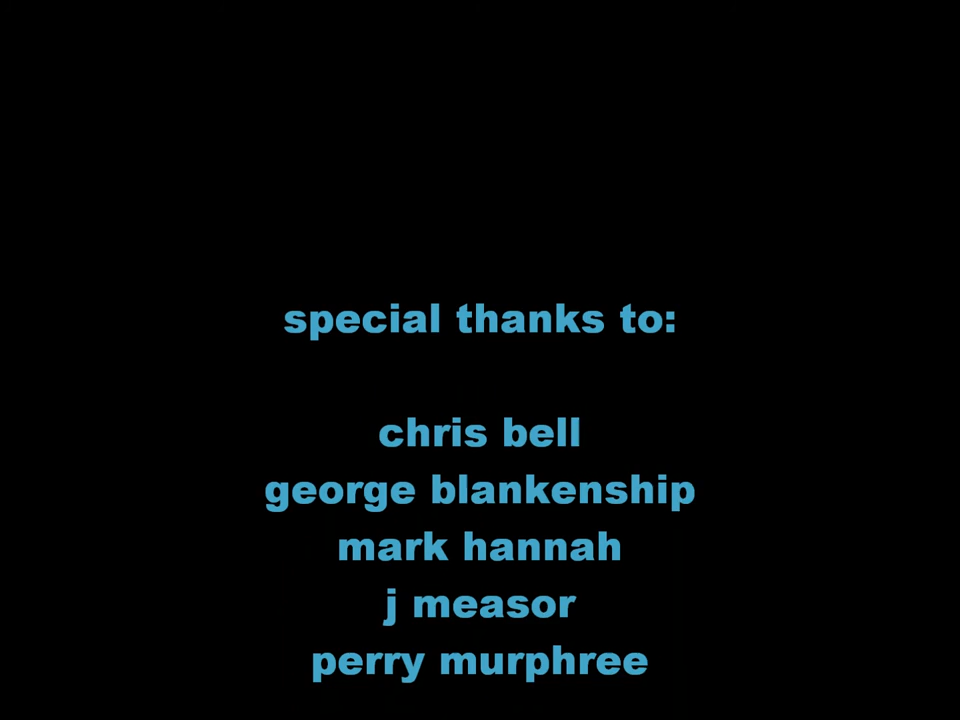 special thanks to:
chris bell
george blankenship
mark hannah
j measor
perry murphree